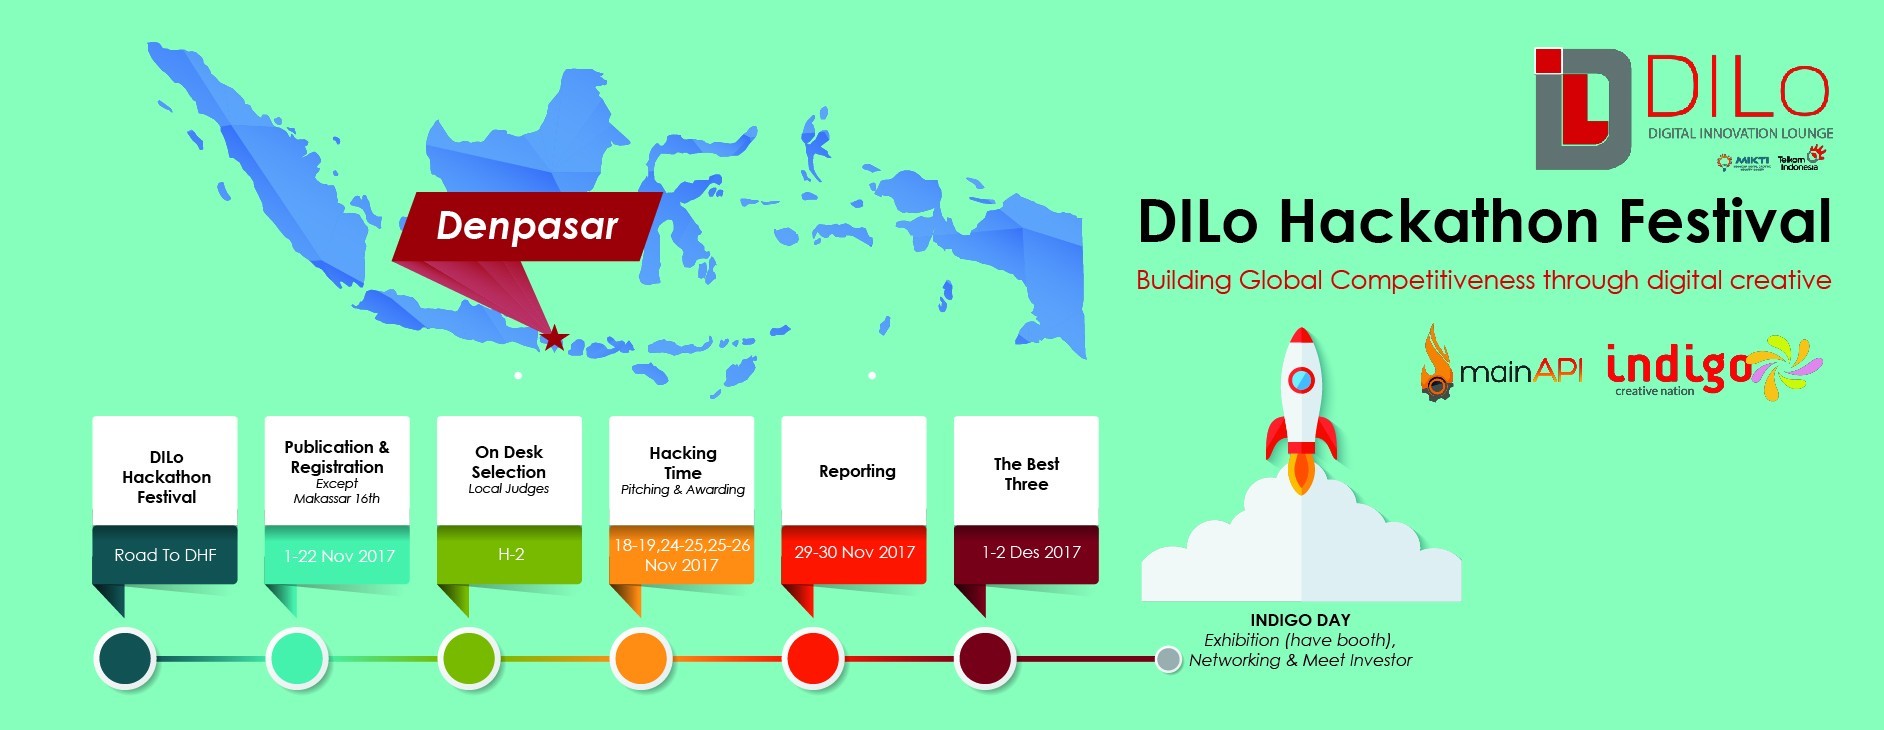 DILo
DIGITAL INNOVATION LOUNGE
MIKTI
Telkom
Indonesia
Denpasar
DILo Hackathon Festival
Building Global Competitiveness through digital creative
mainAPI
indigo
creative nation
DILo
Hackathon
Festival
Road To DHF
Publication &
Registration
Except
Makassar 16th
1-22 Nov 2017
On Desk
Selection
Local Judges
H-2
Hacking
Time
Pitching & Awarding
18-19,24-25,25-26
Nov 2017
Reporting
29-30 Nov 2017
The Best
Three
1-2 Des 2017
INDIGO DAY
Exhibition (have booth),
Networking & Meet Investor